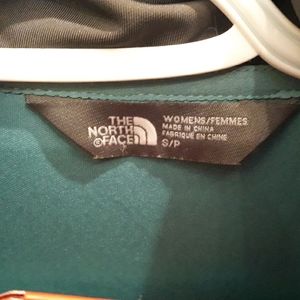 THE
NORTH
FACE
WOMENS/FEMMES
MADE IN CHINA
FABRIQUÉ EN CHINE
S/P